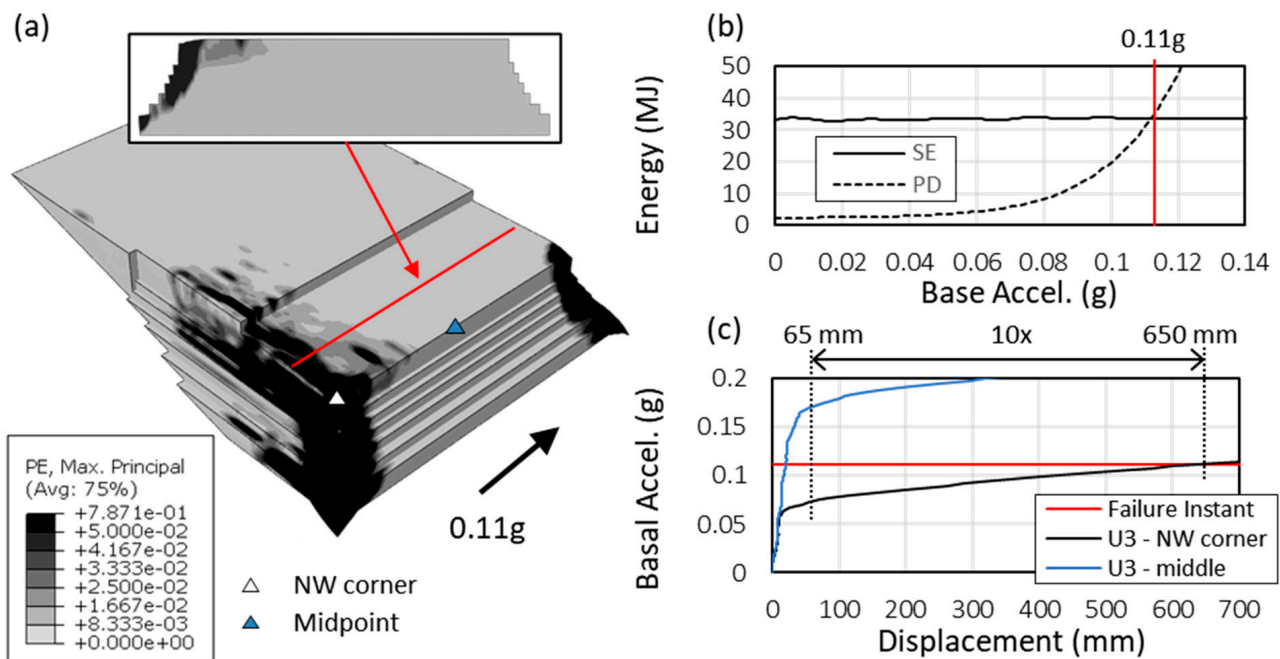 (a)
0.11g
NW corner
Midpoint
PE, Max. Principal
(Avg: 75%)
+7.871e-01
+5.000e-02
+4.167e-02
+3.333e-02
+2.500e-02
+1.667e-02
+8.333e-03
+0.000e+00
(b)
0.11g
Energy (MJ)
50
40
30
20
10
0
SE
PD
0 0.02 0.04 0.06 0.08 0.1 0.12 0.14
Base Accel. (g)
(c)
65 mm 10x 650 mm
Basal Accel. (g)
0.2
0.15
0.1
0.05
0
Failure Instant
U3 - NW corner
U3 - middle
0 100 200 300 400 500 600 700
Displacement (mm)